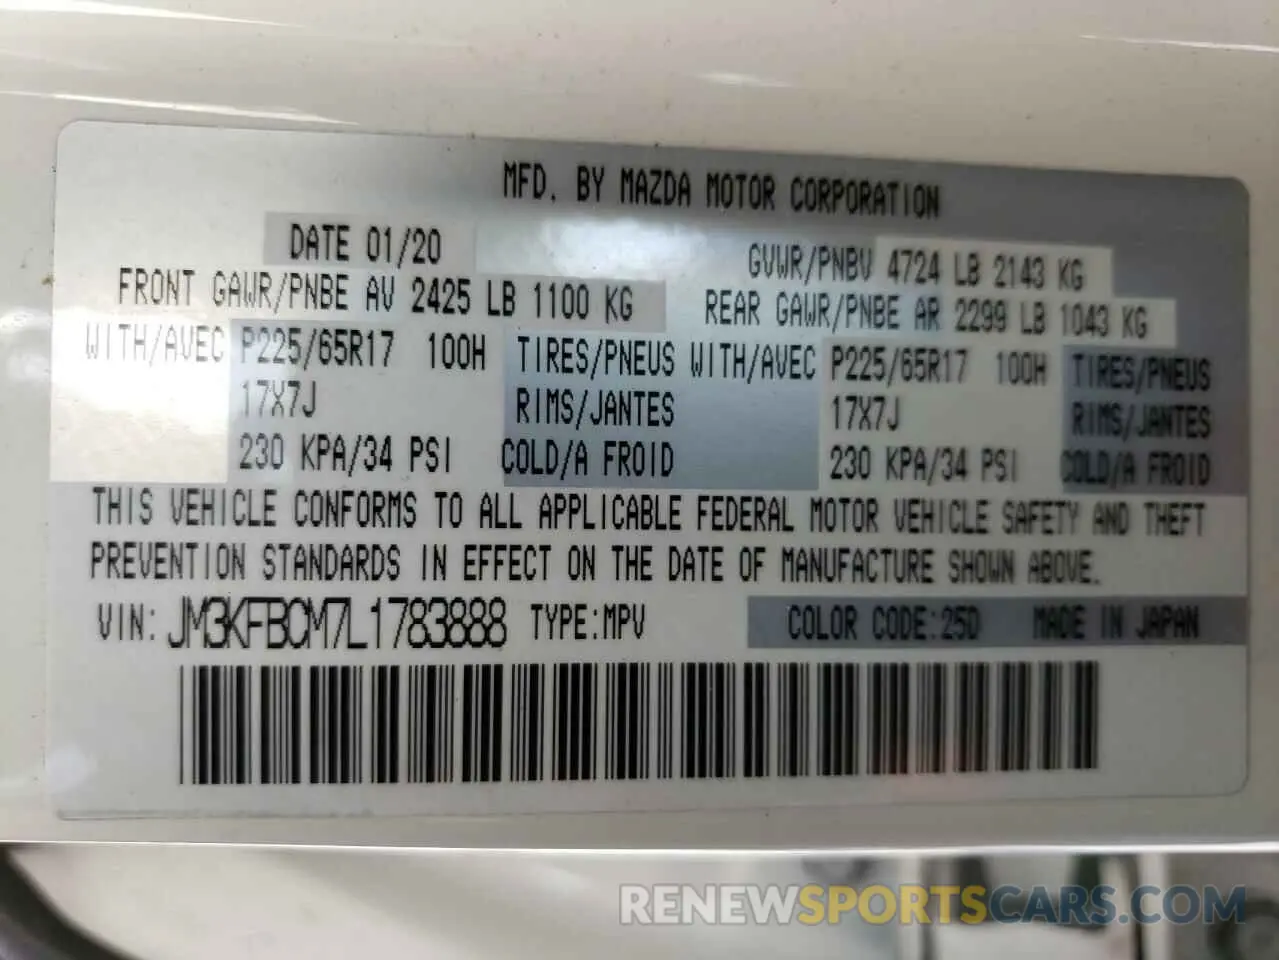 MFD. BY MAZDA MOTOR CORPORATION
DATE 01/20 GVWR/PNBV 4724 LB 2143 KG
FRONT GAWR/PNBE AV 2425 LB 1100 KG REAR GAWR/PNBE AR 2299 LB 1043 KG
WITH/AVEC P225/65R17 100H TIRES/PNEUS WITH/AVEC P225/65R17 100H TIRES/PNEUS
17X7J RIMS/JANTES 17X7J RIMS/JANTES
230 KPA/34 PSI COLD/A FROID 230 KPA/34 PSI COLD/A FROID
THIS VEHICLE CONFORMS TO ALL APPLICABLE FEDERAL MOTOR VEHICLE SAFETY AND THEFT
PREVENTION STANDARDS IN EFFECT ON THE DATE OF MANUFACTURE SHOWN ABOVE.
VIN: JM3KFBCM7L1783888 TYPE:MPV COLOR CODE:25D MADE IN JAPAN
RENEWSPORTSCARS.COM